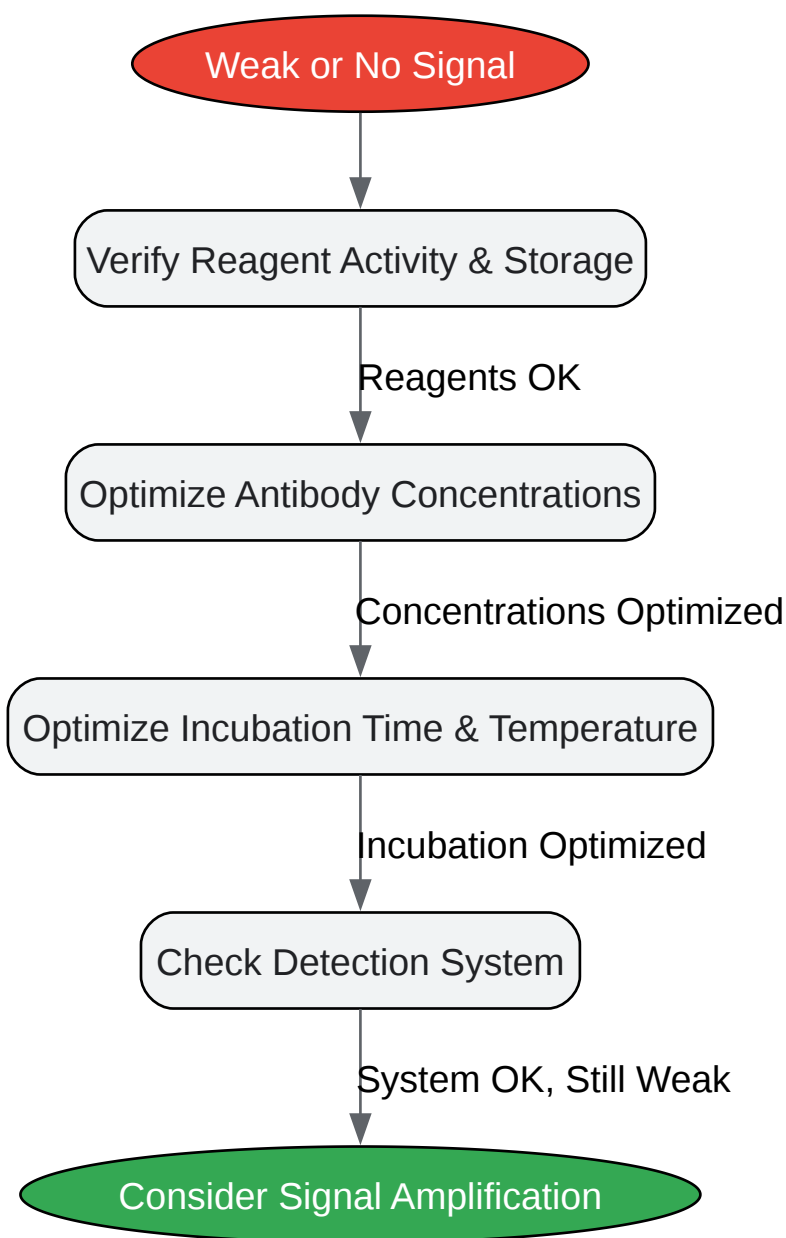 Weak or No Signal
Verify Reagent Activity & Storage
Reagents OK
Optimize Antibody Concentrations
Concentrations Optimized
Optimize Incubation Time & Temperature
Incubation Optimized
Check Detection System
System OK, Still Weak
Consider Signal Amplification